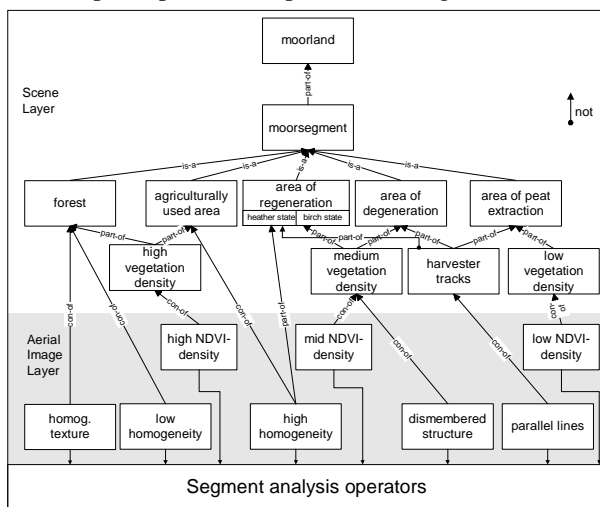 moorland
Scene
Layer
part-of
not
moorsegment
is-a
is-a
is-a
is-a
is-a
forest
agriculturally
used area
area of
regeneration
heather state
birch state
area of
degeneration
area of peat
extraction
part-of
part-of
part-of
part-of
part-of
part-of
part-of
part-of
high
vegetation
density
medium
vegetation
density
harvester
tracks
low
vegetation
density
con-of
con-of
con-of
part-of
con-of
con-of
con-of
con-of
Aerial
Image
Layer
high NDVI-
density
mid NDVI-
density
low NDVI-
density
homog.
texture
low
homogeneity
high
homogeneity
dismembered
structure
parallel lines
Segment analysis operators